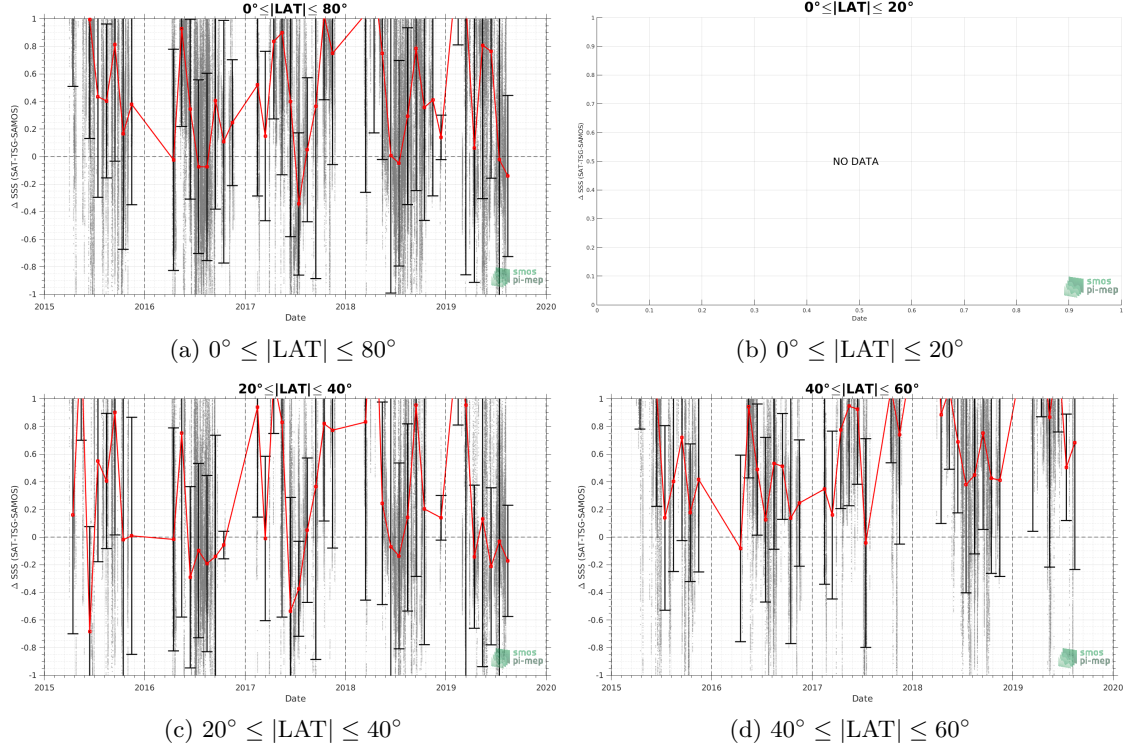 0°≤|LAT|≤ 80°
Δ SSS (SAT-TSG-SAMOS)
1
0.8
0.6
0.4
0.2
0
-0.2
-0.4
-0.6
-0.8
-1
2015 2016 2017 2018 2019 2020
Date
smos
pi-mep
(a) 0° ≤ |LAT| ≤ 80°
0°≤|LAT|≤ 20°
Δ SSS (SAT-TSG-SAMOS)
1
0.9
0.8
0.7
0.6
0.5
0.4
0.3
0.2
0.1
0
NO DATA
0 0.1 0.2 0.3 0.4 0.5 0.6 0.7 0.8 0.9 1
Date
smos
pi-mep
(b) 0° ≤ |LAT| ≤ 20°
20°≤|LAT|≤ 40°
Δ SSS (SAT-TSG-SAMOS)
1
0.8
0.6
0.4
0.2
0
-0.2
-0.4
-0.6
-0.8
-1
2015 2016 2017 2018 2019 2020
Date
smos
pi-mep
(c) 20° ≤ |LAT| ≤ 40°
40°≤|LAT|≤ 60°
Δ SSS (SAT-TSG-SAMOS)
1
0.8
0.6
0.4
0.2
0
-0.2
-0.4
-0.6
-0.8
-1
2015 2016 2017 2018 2019 2020
Date
smos
pi-mep
(d) 40° ≤ |LAT| ≤ 60°